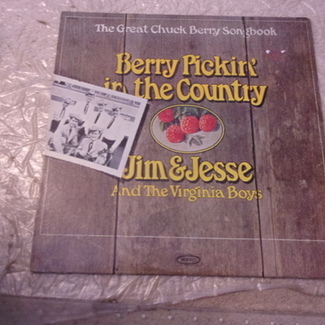 The Great Chuck Berry Songbook
Berry Pickin'
in the Country
Jim & Jesse
And The Virginia Boys